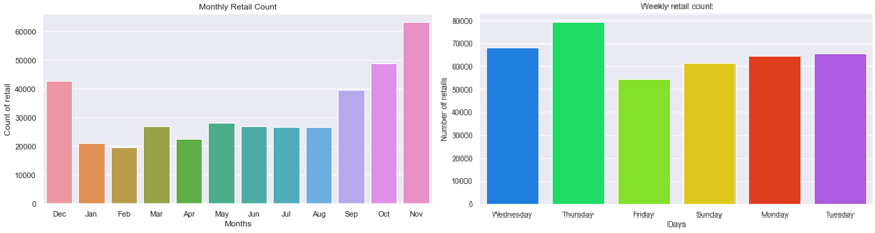 Monthly Retail Count
Count of retail
60000
50000
40000
30000
20000
10000
0
Dec Jan Feb Mar Apr May Jun Jul Aug Sep Oct Nov
Months
Weekly retail count
Number of retails
80000
70000
60000
50000
40000
30000
20000
10000
0
Wednesday Thursday Friday Sunday Monday Tuesday
Days